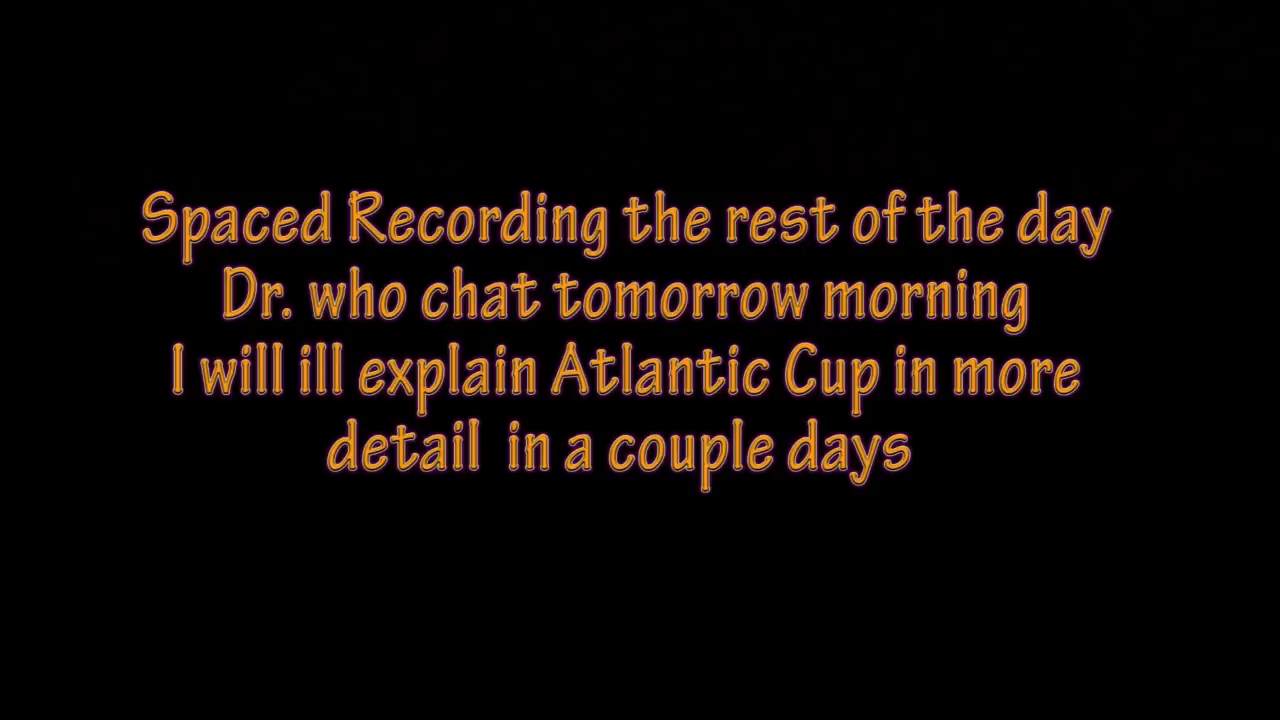 Spaced Recording the rest of the day
Dr. who chat tomorrow morning
I will ill explain Atlantic Cup in more
detail  in a couple days